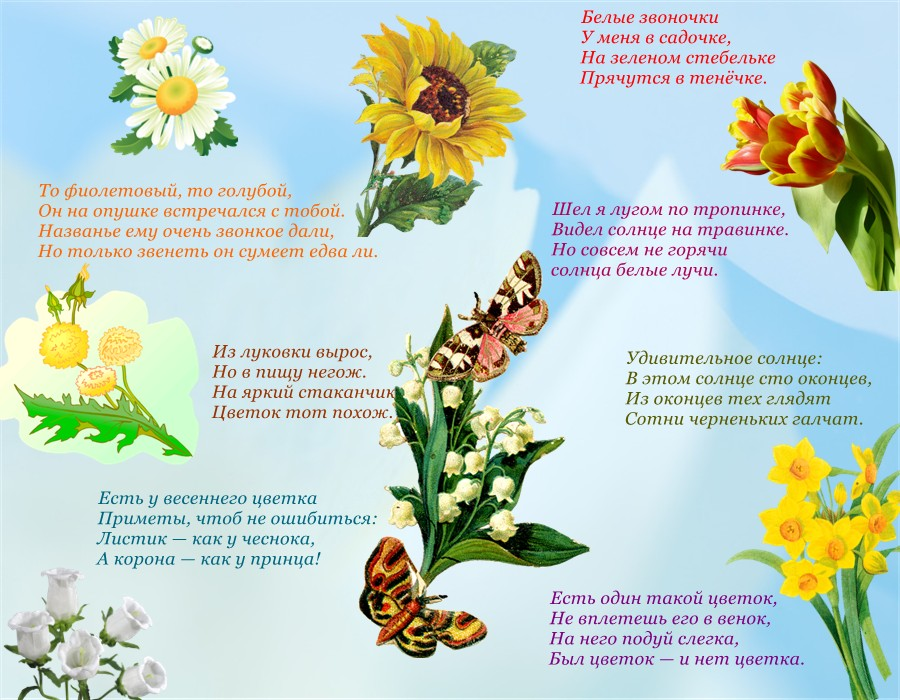 Белые звоночки
У меня в садочке,
На зеленом стебельке
Прячутся в тенёчке.
То фиолетовый, то голубой,
Он на опушке встречался с тобой.
Названье ему очень звонкое дали,
Но только звенеть он сумеет едва ли.
Шел я лугом по тропинке,
Видел солнце на травинке.
Но совсем не горячи
солнца белые лучи.
Из луковки вырос,
Но в пищу негож.
На яркий стаканчик
Цветок тот похож.
Удивительное солнце:
В этом солнце сто оконцев,
Из оконцев тех глядят
Сотни черненьких галчат.
Есть у весеннего цветка
Приметы, чтоб не ошибиться:
Листик — как у чеснока,
А корона — как у принца!
Есть один такой цветок,
Не вплетешь его в венок,
На него подуй слегка,
Был цветок — и нет цветка.